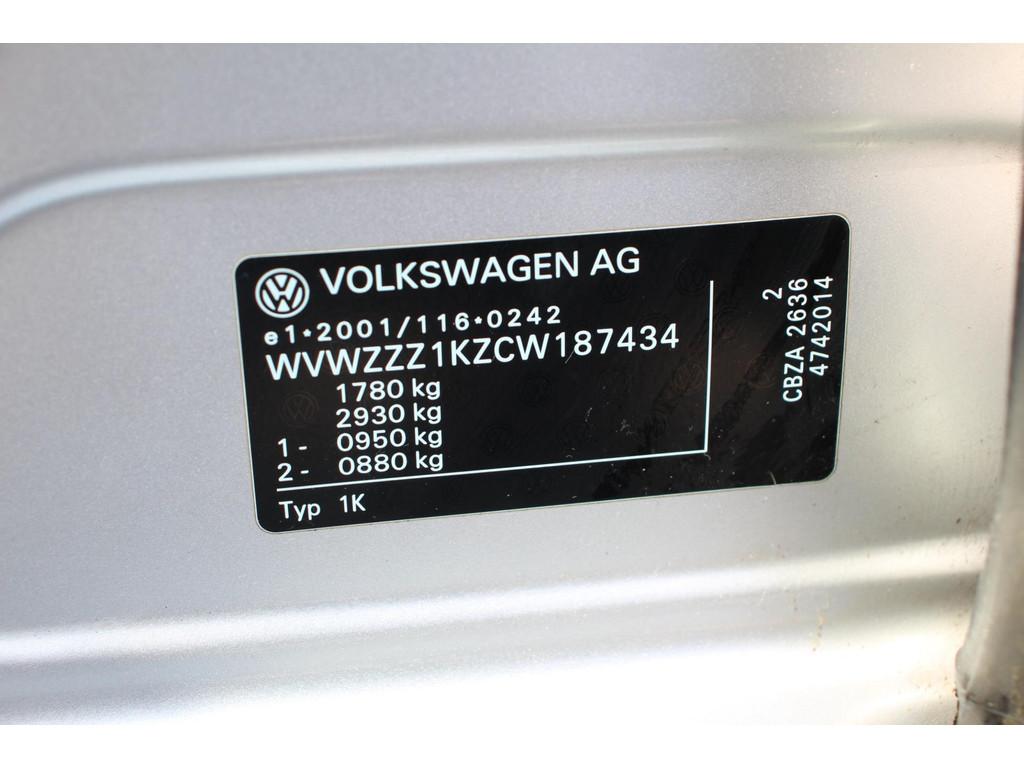 VOLKSWAGEN AG
e1*2001/116*0242
WVWZZZ1KZCW187434
1780 kg
2930 kg
1- 0950 kg
2- 0880 kg
Typ 1K
2
CBZA 2636
4742014